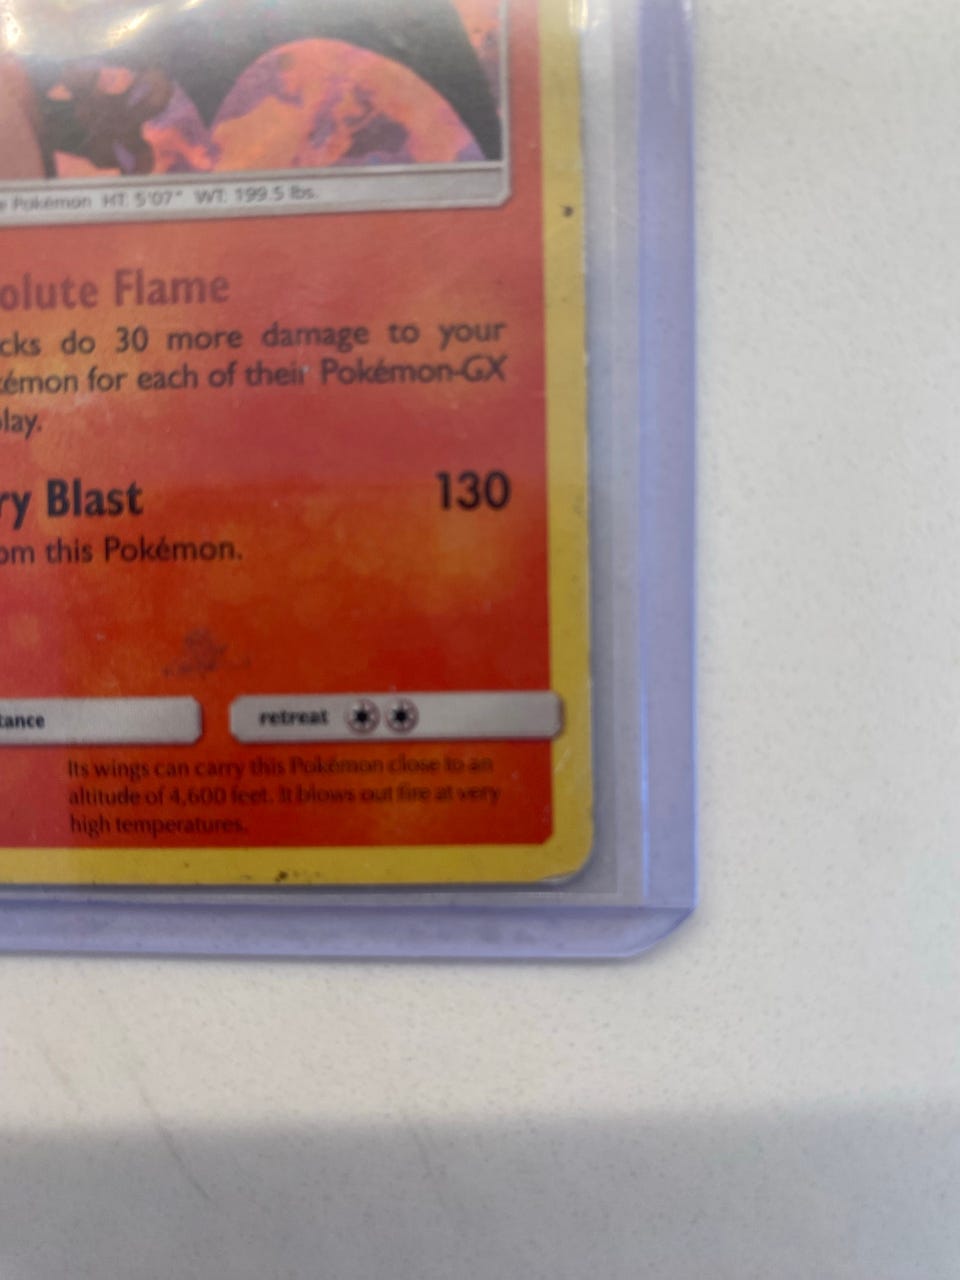 Pokémon HT: 5'07" WT: 199.5 lbs.
olute Flame
cks do 30 more damage to your
kémon for each of their Pokémon-GX
play.
ry Blast 130
om this Pokémon.
tance retreat
Its wings can carry this Pokémon close to an
altitude of 4,600 feet. It blows out fire at very
high temperatures.